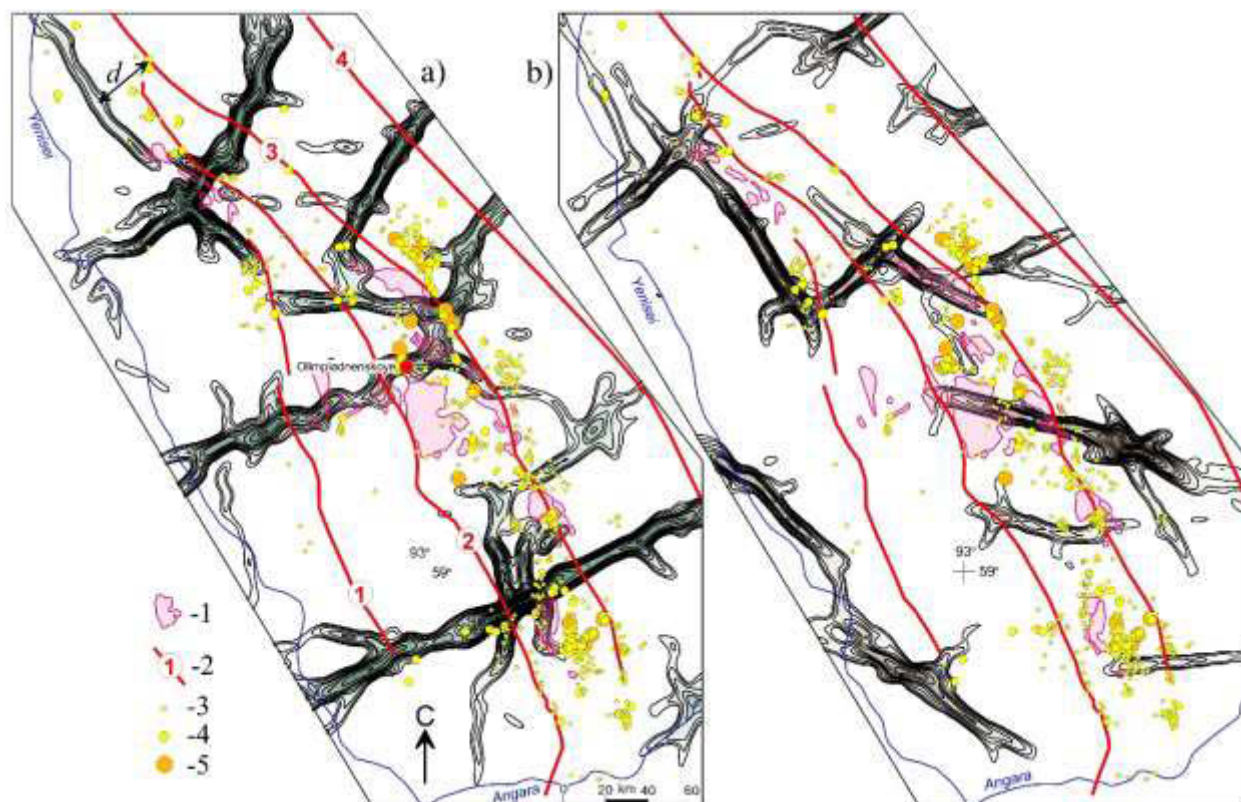 a)
b)
4
d
3
Yenisei
Yenisei
Olimpiadnenskoye
2
93°
59°
93°
59°
1
-1
1 -2
-3
-4
-5
C
Angara
0 20 40 60
km
Angara